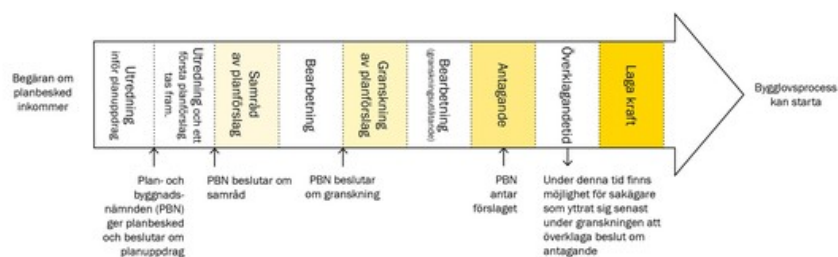 Begäran om
planbesked
inkommer
Utredning
inför planuppdrag
Utredning och ett
första planförslag
tas fram.
Samråd
av planförslag
Bearbetning
Granskning
av planförslag
Bearbetning
(granskningsutlåtande)
Antagande
Överklagandetid
Laga kraft
Bygglovsprocess
kan starta
Plan- och
byggnads-
nämnden (PBN)
ger planbesked
och beslutar om
planuppdrag
PBN beslutar om
samråd
PBN beslutar
om granskning
PBN
antar
förslaget
Under denna tid finns
möjlighet för sakägare
som yttrat sig senast
under granskningen att
överklaga beslut om
antagande